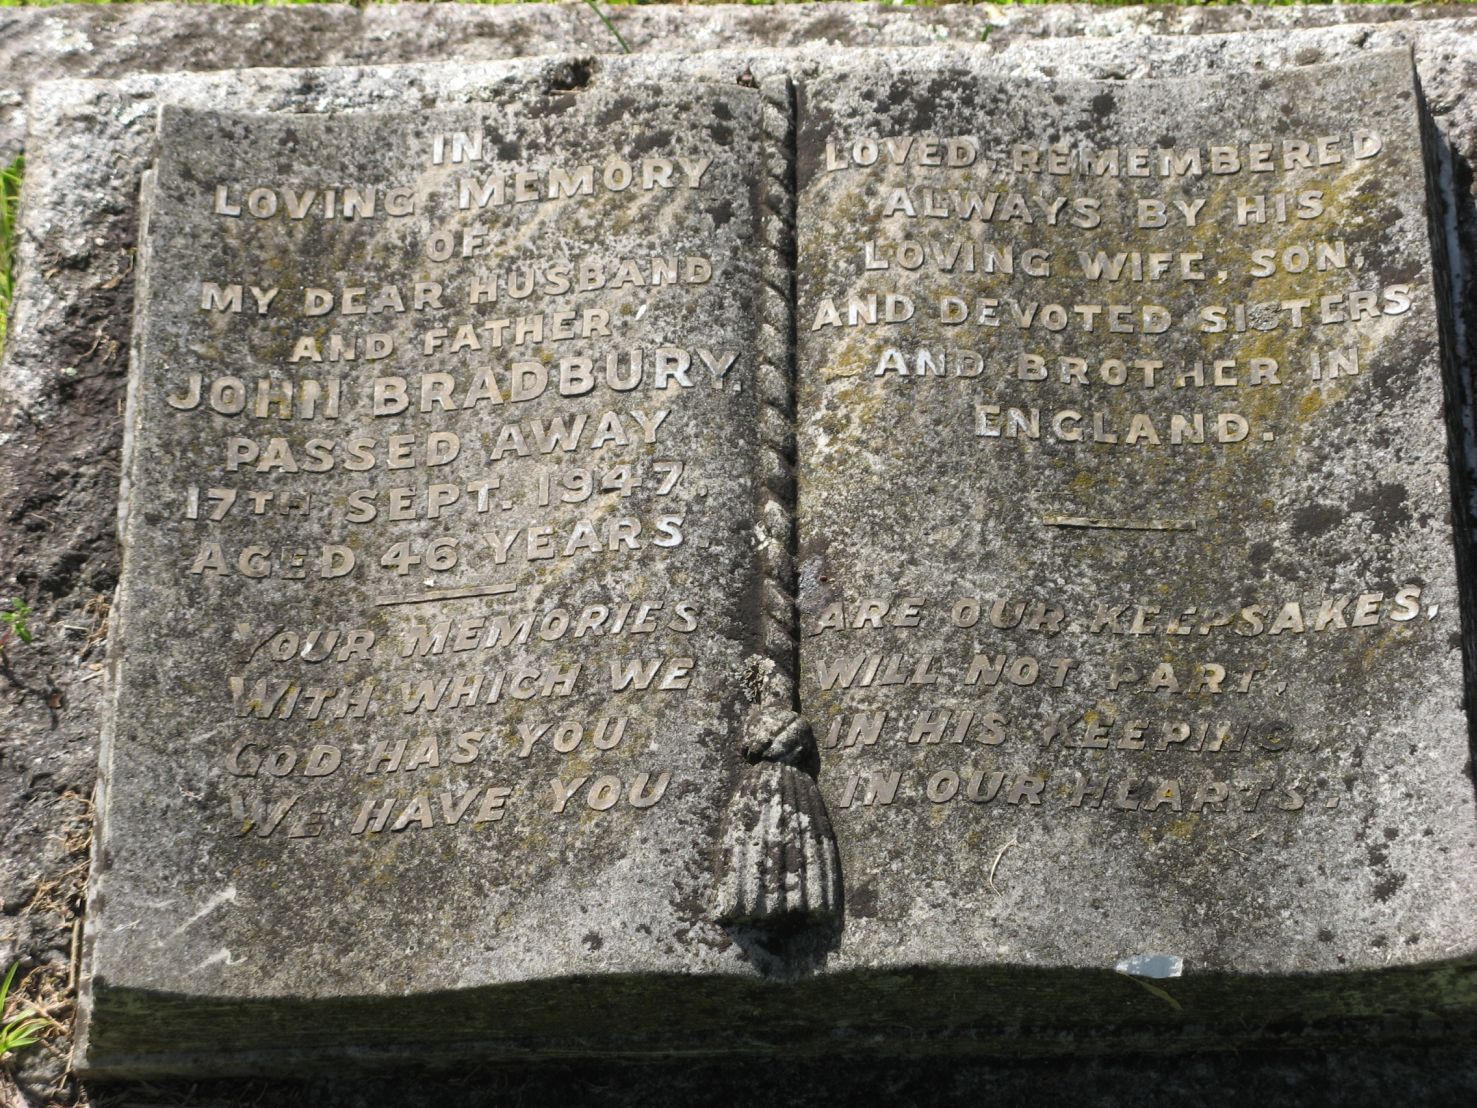 IN
LOVING MEMORY
OF
MY DEAR HUSBAND
AND FATHER,
JOHN BRADBURY.
PASSED AWAY
17TH SEPT. 1947.
AGED 46 YEARS.
YOUR MEMORIES
WITH WHICH WE
GOD HAS YOU
WE HAVE YOU
LOVED, REMEMBERED
ALWAYS BY HIS
LOVING WIFE, SON,
AND DEVOTED SISTERS
AND BROTHER IN
ENGLAND.
ARE OUR KEEPSAKES,
WILL NOT PART,
IN HIS KEEPING,
IN OUR HEARTS.